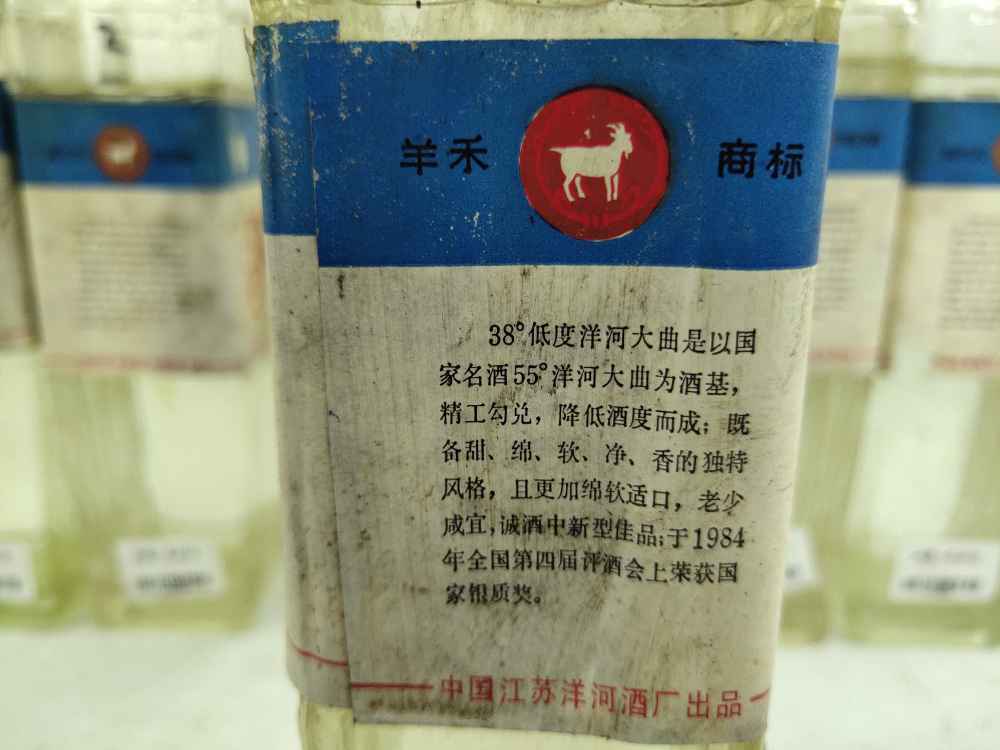 羊禾 商标
38°低度洋河大曲是以国
家名酒55°洋河大曲为酒基，
精工勾兑，降低酒度而成；既
备甜、绵、软、净、香的独特
风格，且更加绵软适口，老少
咸宜，诚酒中新型佳品；于1984
年全国第四届评酒会上荣获国
家银质奖。
中国江苏洋河酒厂出品